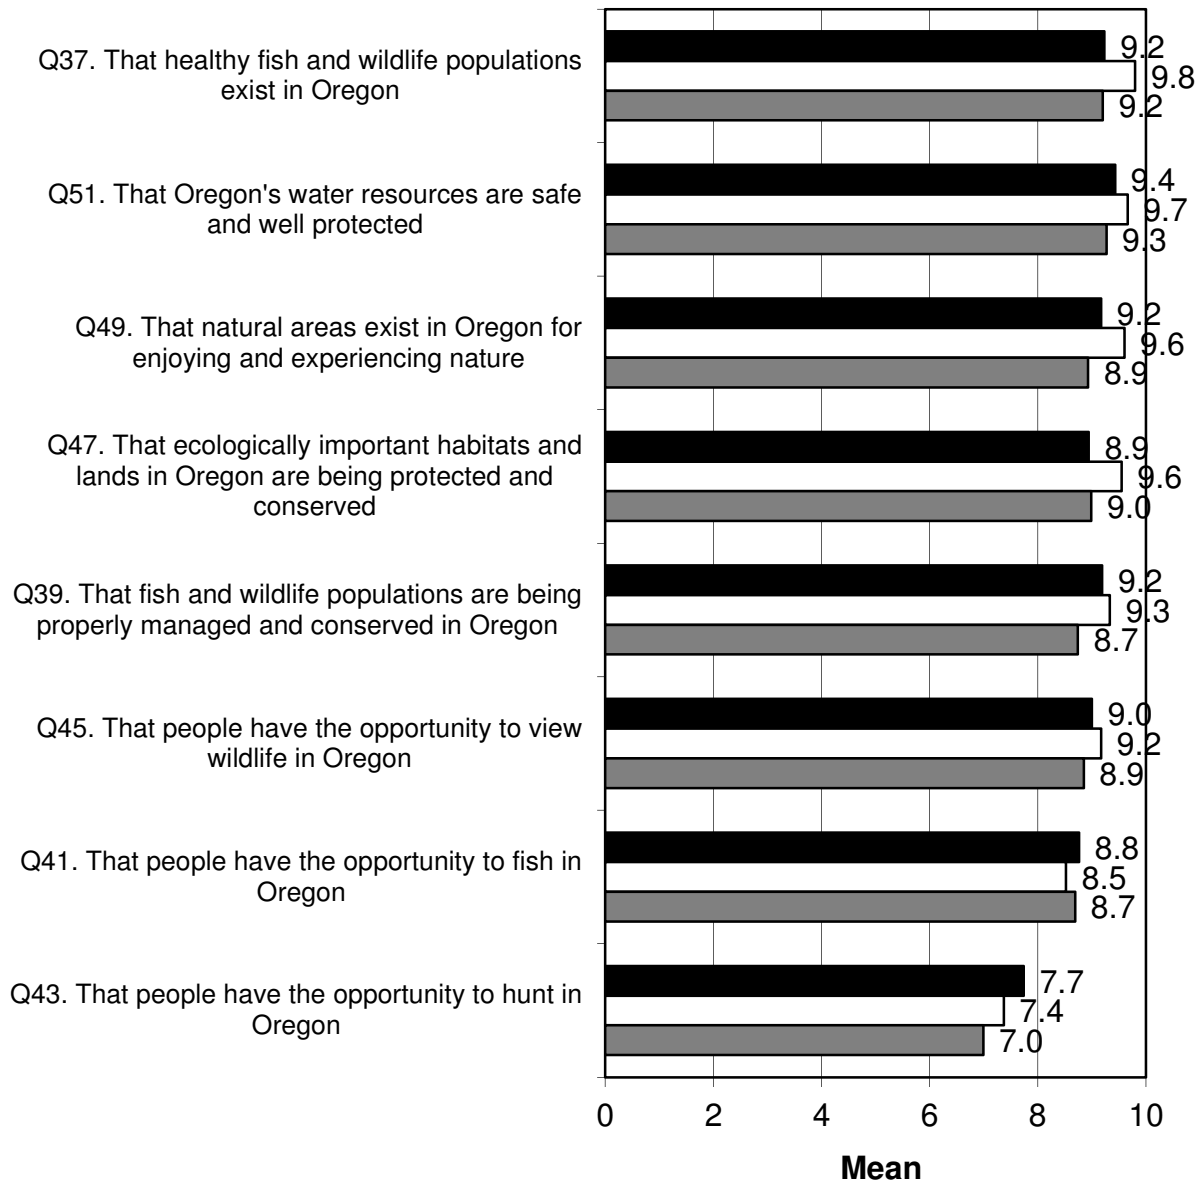 Q37. That healthy fish and wildlife populations
exist in Oregon
9.2
9.8
9.2
Q51. That Oregon's water resources are safe
and well protected
9.4
9.7
9.3
Q49. That natural areas exist in Oregon for
enjoying and experiencing nature
9.2
9.6
8.9
Q47. That ecologically important habitats and
lands in Oregon are being protected and
conserved
8.9
9.6
9.0
Q39. That fish and wildlife populations are being
properly managed and conserved in Oregon
9.2
9.3
8.7
Q45. That people have the opportunity to view
wildlife in Oregon
9.0
9.2
8.9
Q41. That people have the opportunity to fish in
Oregon
8.8
8.5
8.7
Q43. That people have the opportunity to hunt in
Oregon
7.7
7.4
7.0
0 2 4 6 8 10
Mean